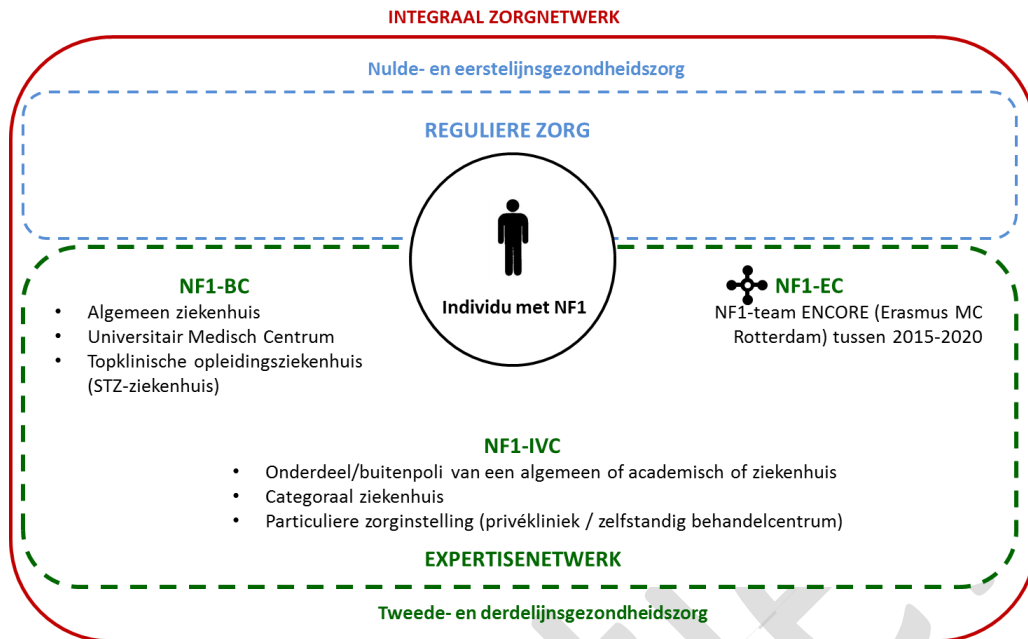 INTEGRAAL ZORGNETWERK
Nulde- en eerstelijnsgezondheidszorg
REGULIERE ZORG
Individu met NF1
NF1-BC
• Algemeen ziekenhuis
• Universitair Medisch Centrum
• Topklinische opleidingsziekenhuis
(STZ-ziekenhuis)
NF1-EC
NF1-team ENCORE (Erasmus MC
Rotterdam) tussen 2015-2020
NF1-IVC
• Onderdeel/buitenpoli van een algemeen of academisch of ziekenhuis
• Categoraal ziekenhuis
• Particuliere zorginstelling (privékliniek / zelfstandig behandelcentrum)
EXPERTISENETWERK
Tweede- en derdelijnsgezondheidszorg